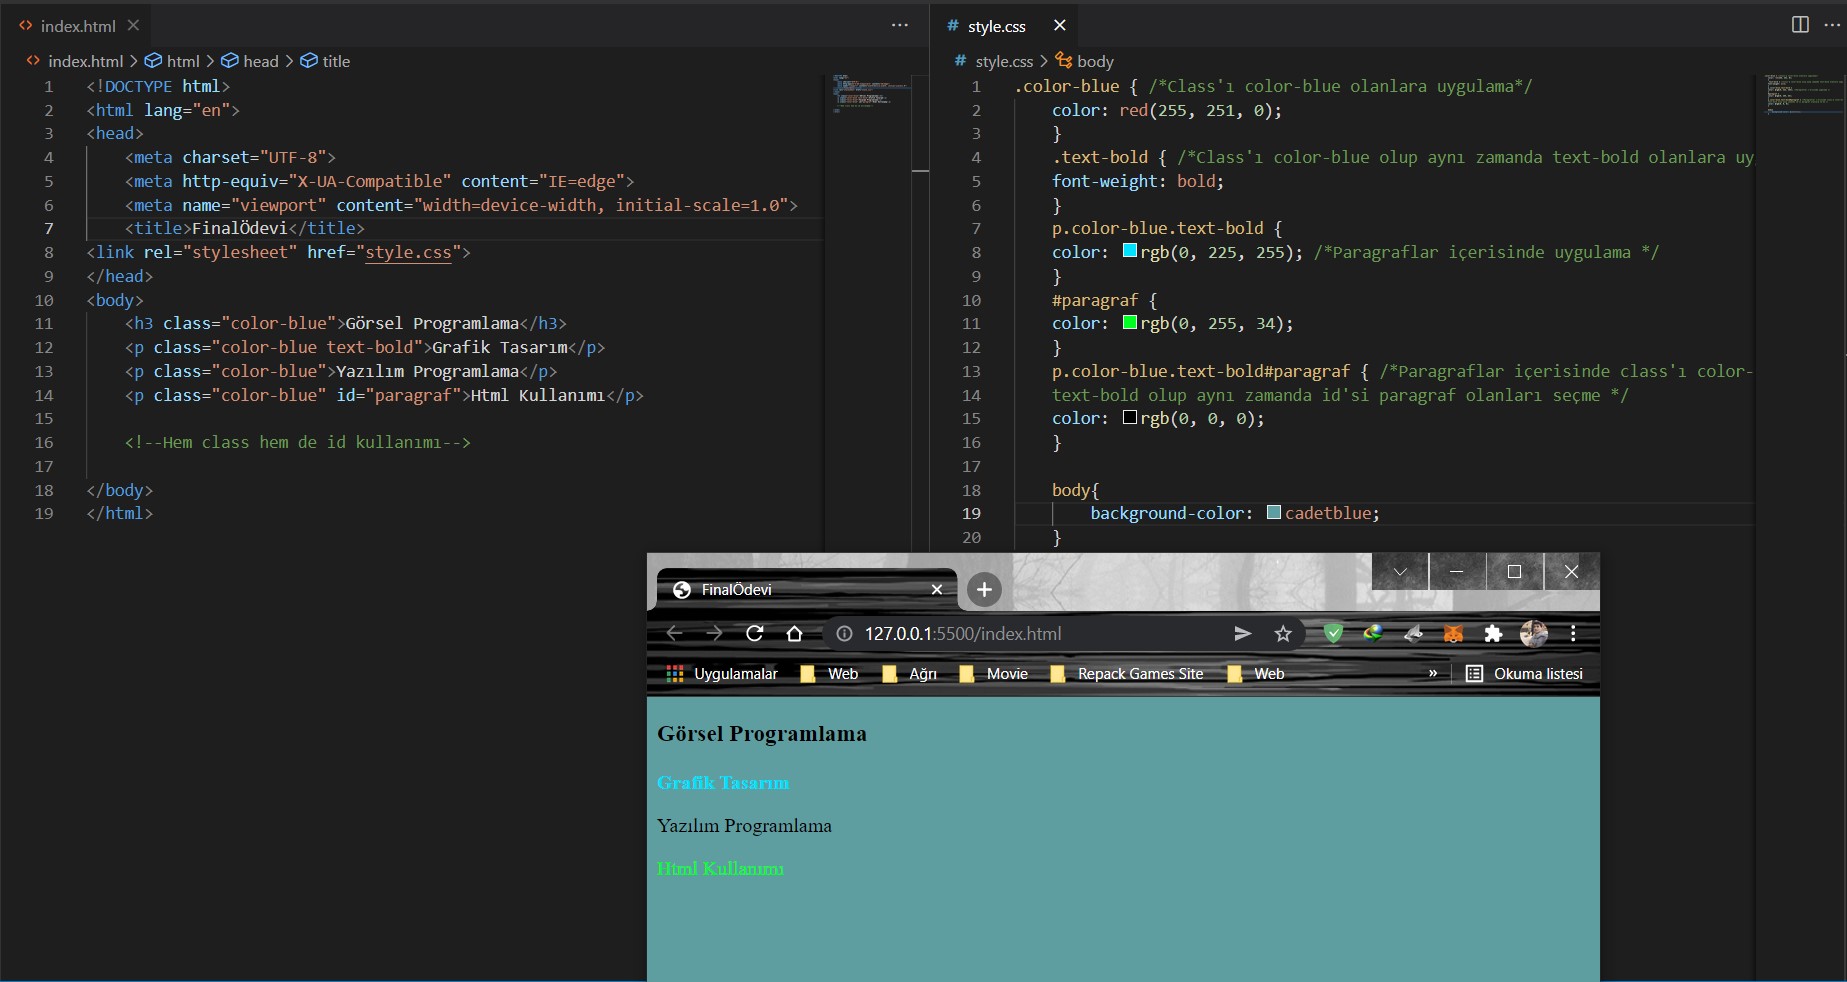 index.html
index.html > html > head > title
1 <!DOCTYPE html>
2 <html lang="en">
3 <head>
4 <meta charset="UTF-8">
5 <meta http-equiv="X-UA-Compatible" content="IE=edge">
6 <meta name="viewport" content="width=device-width, initial-scale=1.0">
7 <title>FinalÖdevi</title>
8 <link rel="stylesheet" href="style.css">
9 </head>
10 <body>
11 <h3 class="color-blue">Görsel Programlama</h3>
12 <p class="color-blue text-bold">Grafik Tasarım</p>
13 <p class="color-blue">Yazılım Programlama</p>
14 <p class="color-blue" id="paragraf">Html Kullanımı</p>
15
16 <!--Hem class hem de id kullanımı-->
17
18 </body>
19 </html>
# style.css
# style.css > body
1 .color-blue { /*Class'ı color-blue olanlara uygulama*/
2 color: red(255, 251, 0);
3 }
4 .text-bold { /*Class'ı color-blue olup aynı zamanda text-bold olanlara uy
5 font-weight: bold;
6 }
7 p.color-blue.text-bold {
8 color: rgb(0, 225, 255); /*Paragraflar içerisinde uygulama */
9 }
10 #paragraf {
11 color: rgb(0, 255, 34);
12 }
13 p.color-blue.text-bold#paragraf { /*Paragraflar içerisinde class'ı color-
14 text-bold olup aynı zamanda id'si paragraf olanları seçme */
15 color: rgb(0, 0, 0);
16 }
17
18 body{
19 background-color: cadetblue;
20 }
FinalÖdevi
127.0.0.1:5500/index.html
Uygulamalar Web Ağrı Movie Repack Games Site Web » Okuma listesi
Görsel Programlama
Grafik Tasarım
Yazılım Programlama
Html Kullanımı